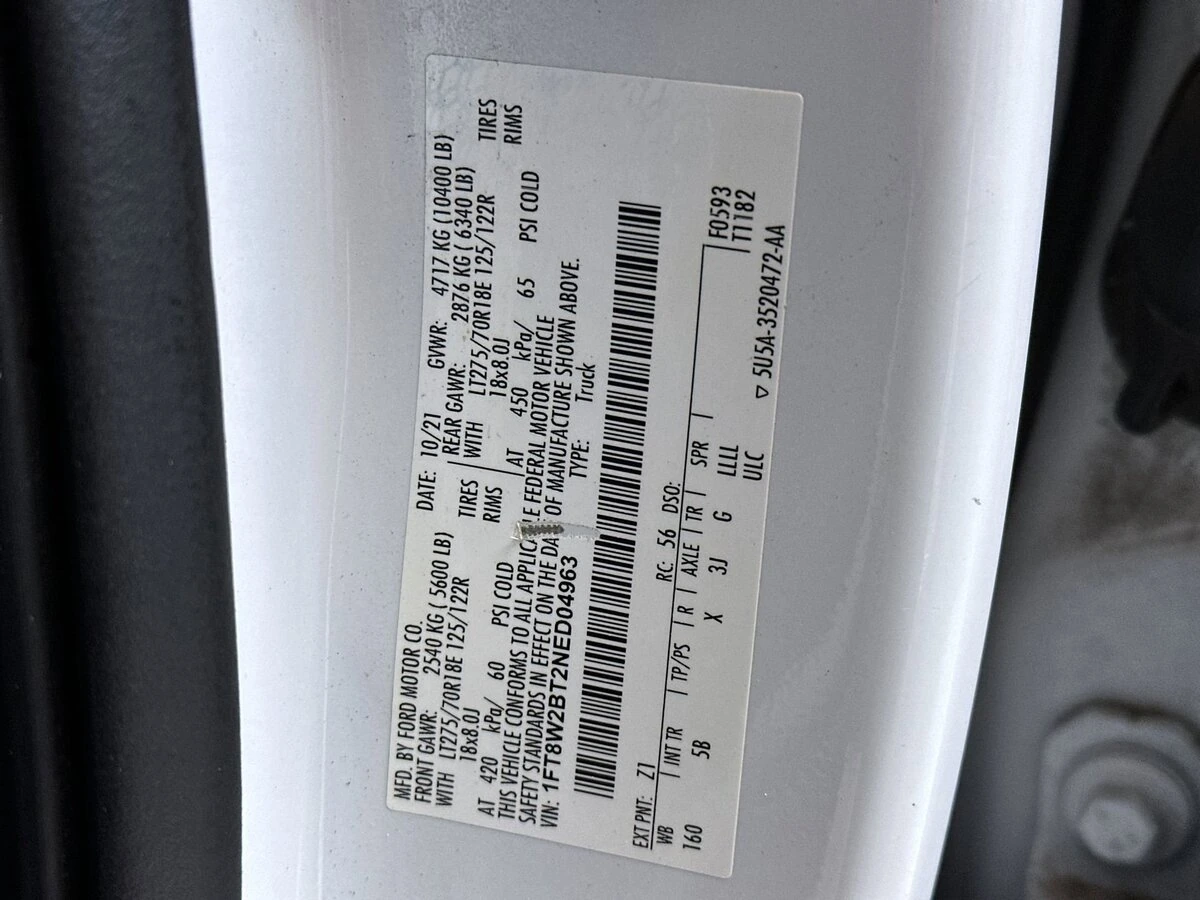 MFD. BY FORD MOTOR CO.
DATE: 10/21 GVWR: 4717 KG (10400 LB)
FRONT GAWR: 2540 KG ( 5600 LB)
REAR GAWR: 2876 KG ( 6340 LB)
WITH LT275/70R18E 125/122R TIRES
WITH LT275/70R18E 125/122R TIRES
18x8.0J RIMS
18x8.0J RIMS
AT 420 kPa/ 60 PSI COLD
AT 450 kPa/ 65 PSI COLD
THIS VEHICLE CONFORMS TO ALL FEDERAL MOTOR VEHICLE
SAFETY STANDARDS IN EFFECT ON THE OF MANUFACTURE SHOWN ABOVE.
VIN: 1FT8W2BT2NED04963 TYPE: Truck
EXT PNT: Z1 RC: 56 DSO:
WB INT TR TP/PS R AXLE TR SPR F0593
160 5B X 3J G LLLL T1182
ULC ▽ 5U5A-3520472-AA